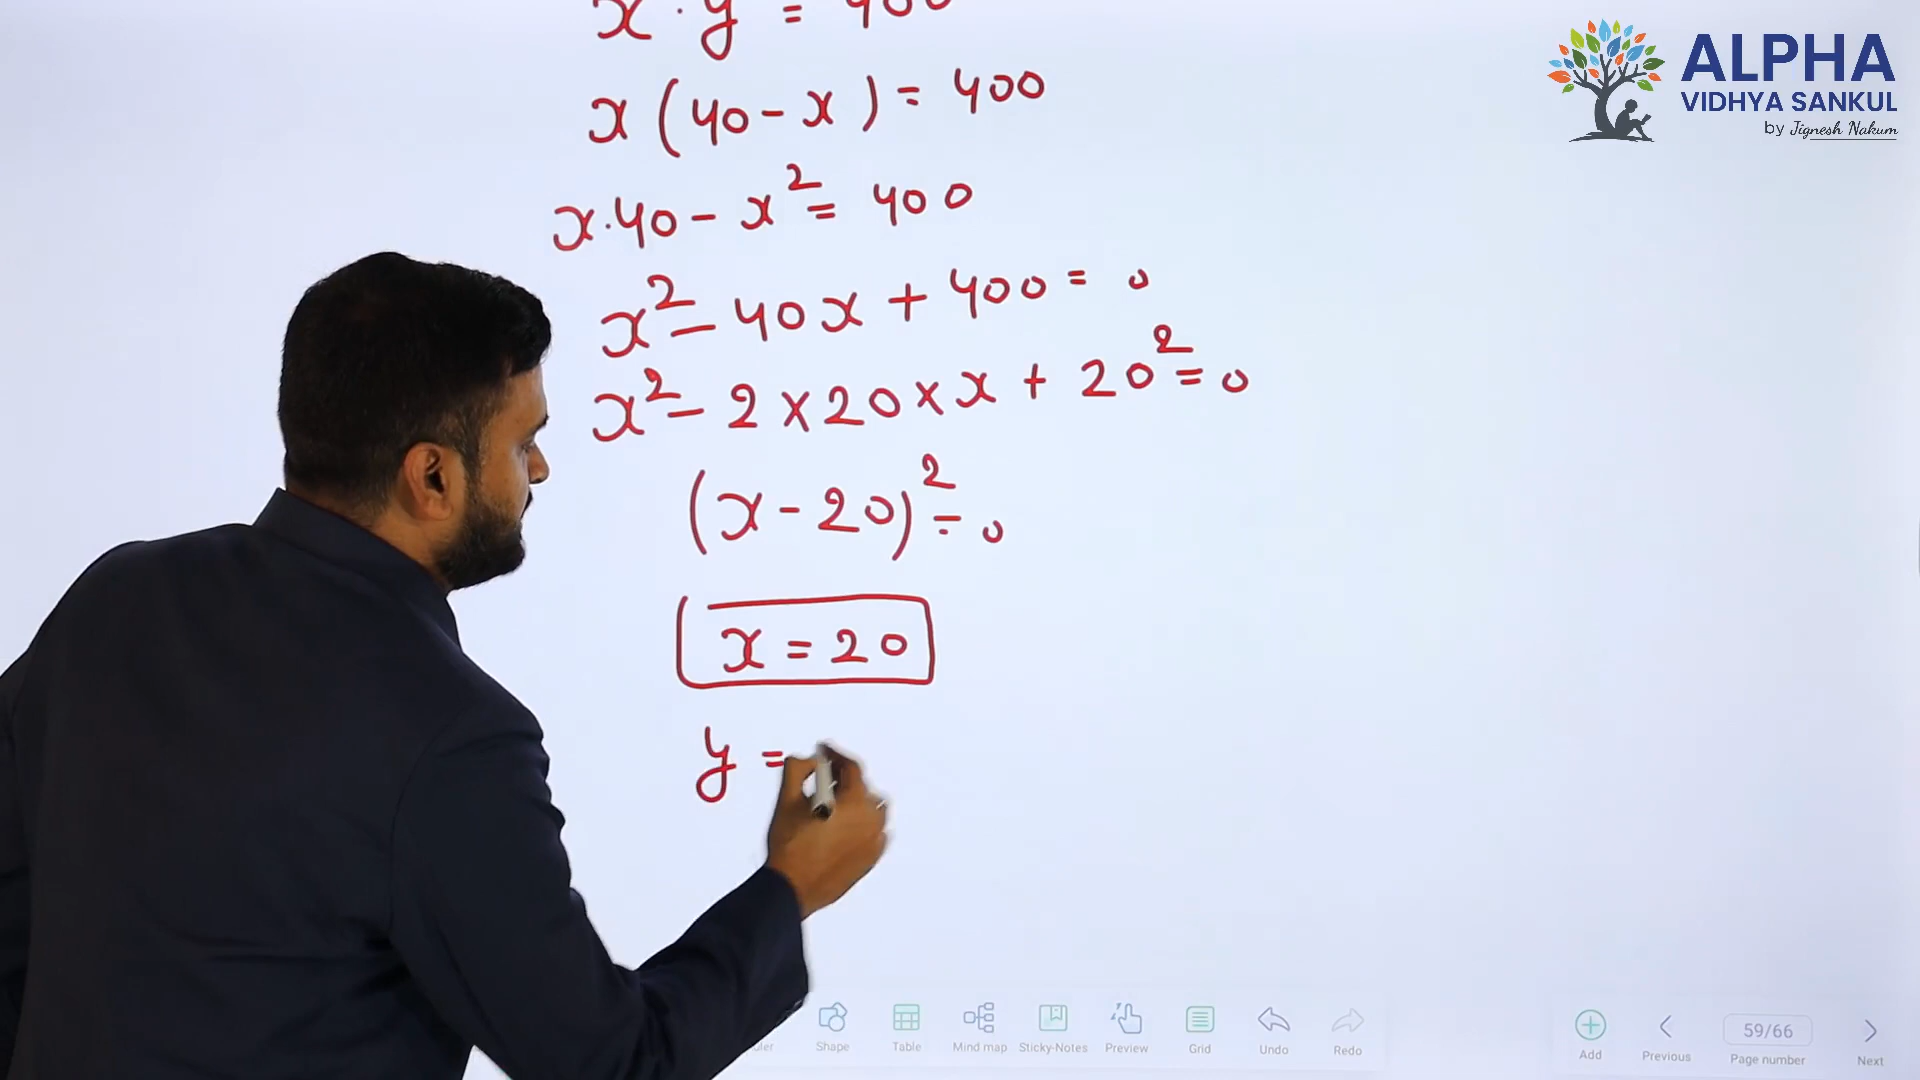 x · y = 400
x (40 - x) = 400
x·40 - x² = 400
x² - 40x + 400 = 0
x² - 2 × 20 × x + 20² = 0
(x - 20)² = 0
x = 20
y =
ALPHA
VIDHYA SANKUL
by Jignesh Nakum
Shape Table Mind map Sticky-Notes Preview Grid Undo Redo
Add Previous 59/66 Page number Next